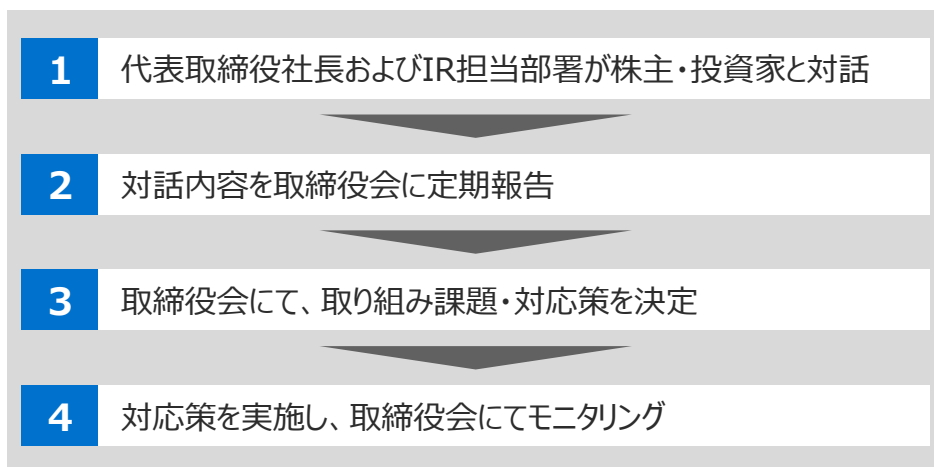 1 代表取締役社長およびIR担当部署が株主・投資家と対話
2 対話内容を取締役会に定期報告
3 取締役会にて、取り組み課題・対応策を決定
4 対応策を実施し、取締役会にてモニタリング